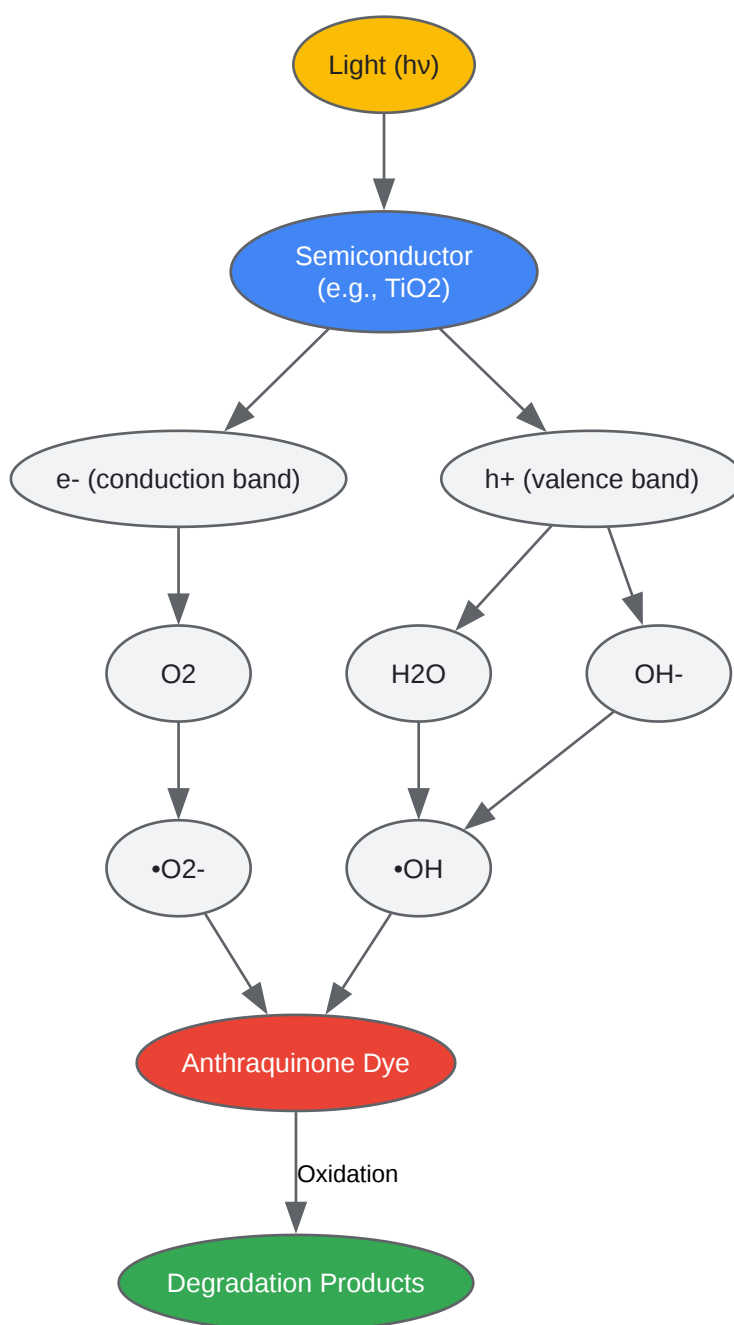 Light (hν)
Semiconductor
(e.g., TiO2)
e- (conduction band)
h+ (valence band)
O2
H2O
OH-
•O2-
•OH
Anthraquinone Dye
Oxidation
Degradation Products